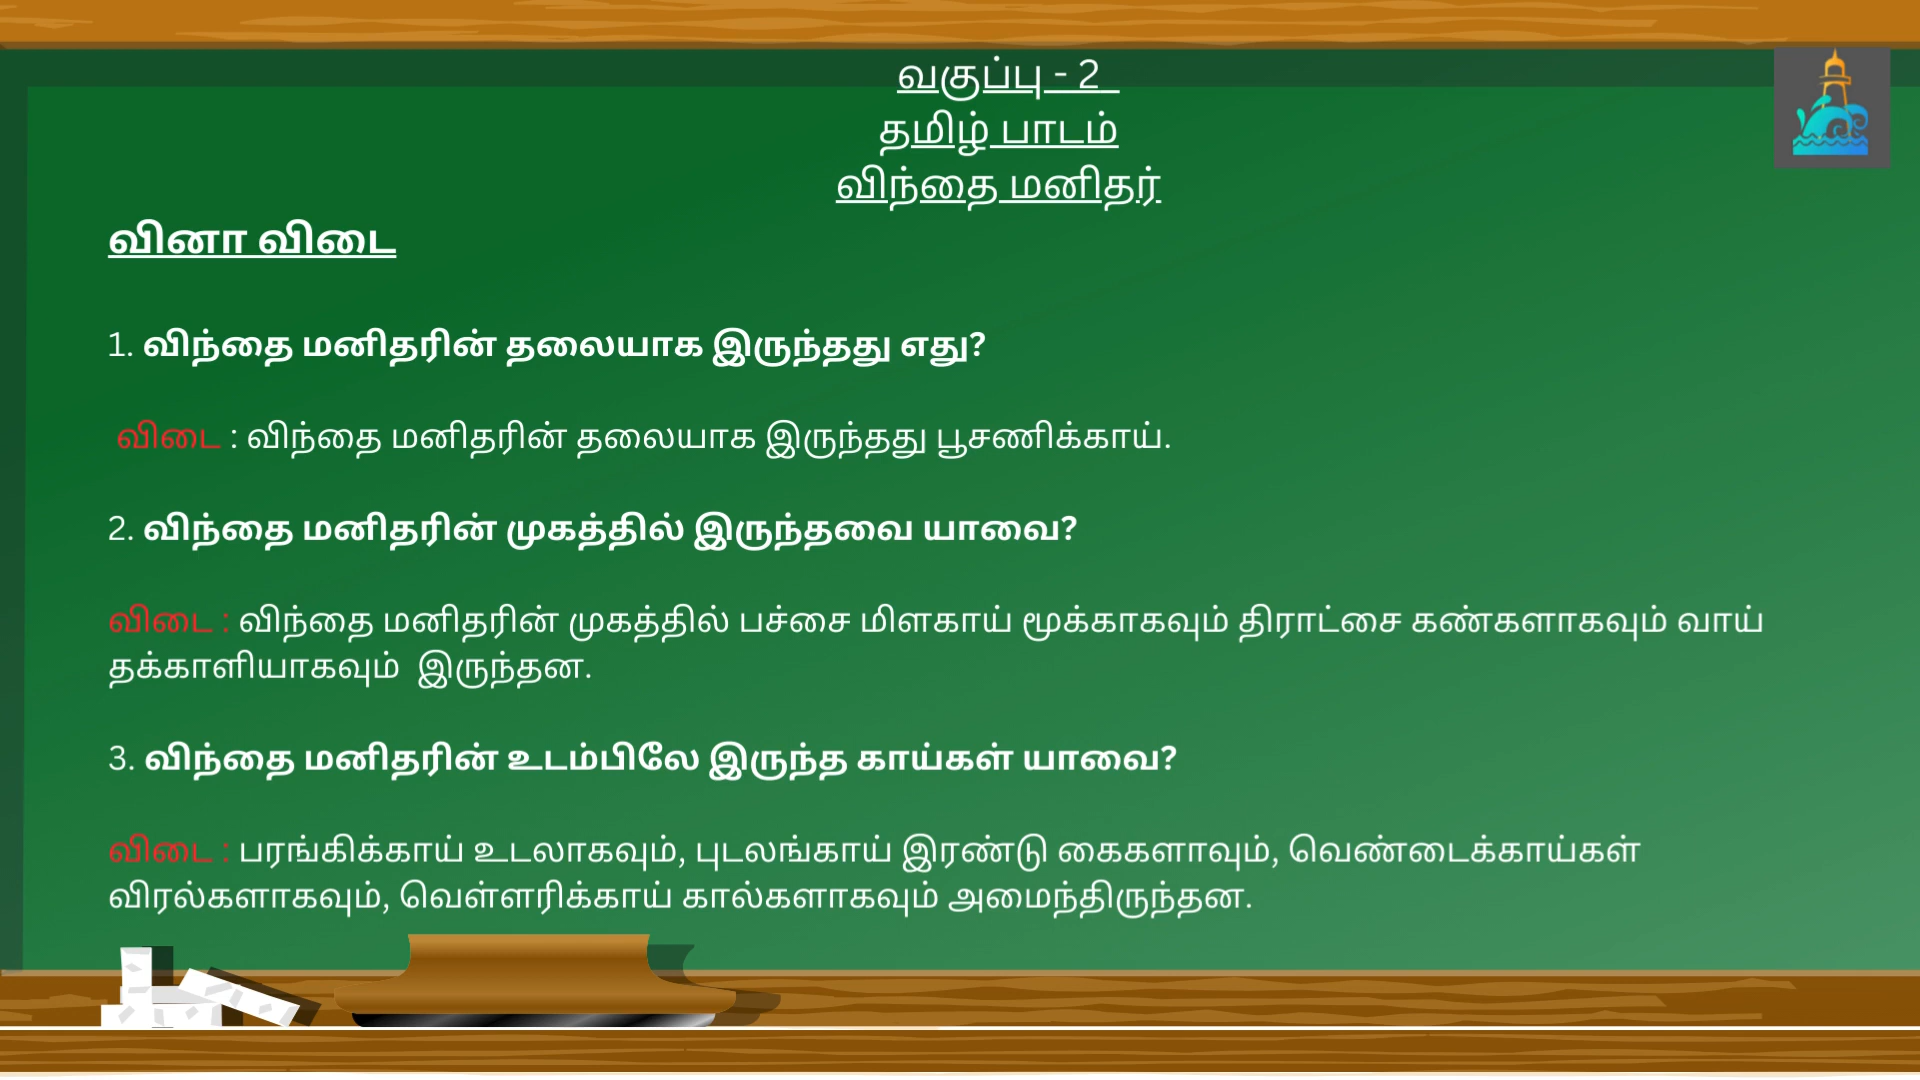 வகுப்பு - 2
தமிழ் பாடம்
விந்தை மனிதர்
வினா விடை
1. விந்தை மனிதரின் தலையாக இருந்தது எது?
விடை : விந்தை மனிதரின் தலையாக இருந்தது பூசணிக்காய்.
2. விந்தை மனிதரின் முகத்தில் இருந்தவை யாவை?
விடை : விந்தை மனிதரின் முகத்தில் பச்சை மிளகாய் மூக்காகவும் திராட்சை கண்களாகவும் வாய்
தக்காளியாகவும் இருந்தன.
3. விந்தை மனிதரின் உடம்பிலே இருந்த காய்கள் யாவை?
விடை : பரங்கிக்காய் உடலாகவும், புடலங்காய் இரண்டு கைகளாவும், வெண்டைக்காய்கள்
விரல்களாகவும், வெள்ளரிக்காய் கால்களாகவும் அமைந்திருந்தன.